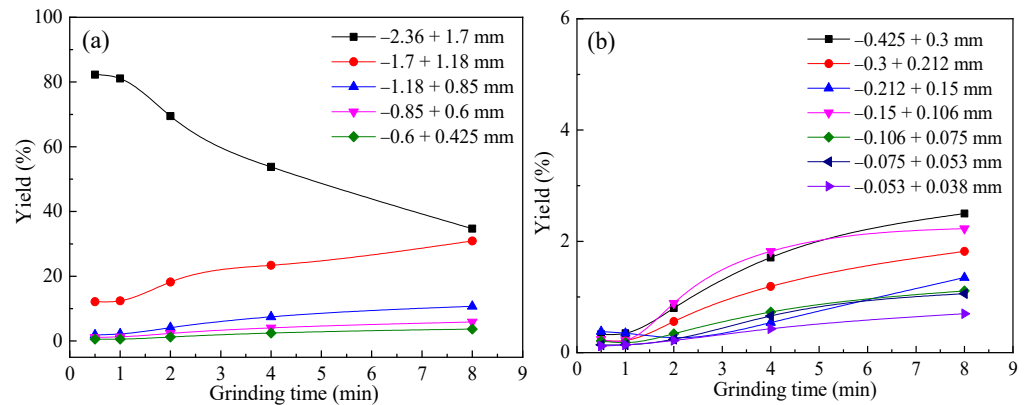 (a)
–2.36 + 1.7 mm
–1.7 + 1.18 mm
–1.18 + 0.85 mm
–0.85 + 0.6 mm
–0.6 + 0.425 mm
100
80
60
40
20
0
Yield (%)
0 1 2 3 4 5 6 7 8 9
Grinding time (min)
(b)
–0.425 + 0.3 mm
–0.3 + 0.212 mm
–0.212 + 0.15 mm
–0.15 + 0.106 mm
–0.106 + 0.075 mm
–0.075 + 0.053 mm
–0.053 + 0.038 mm
6
4
2
0
Yield (%)
0 1 2 3 4 5 6 7 8 9
Grinding time (min)